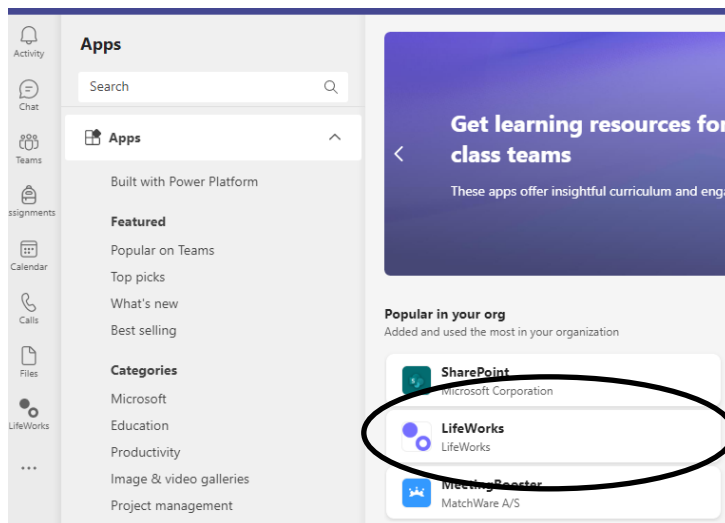 Activity
Chat
Teams
ssignments
Calendar
Calls
Files
LifeWorks
Apps
Search
Apps
Built with Power Platform
Featured
Popular on Teams
Top picks
What's new
Best selling
Categories
Microsoft
Education
Productivity
Image & video galleries
Project management
Get learning resources for
class teams
These apps offer insightful curriculum and enga
Popular in your org
Added and used the most in your organization
SharePoint
Microsoft Corporation
LifeWorks
LifeWorks
MeetingBooster
MatchWare A/S